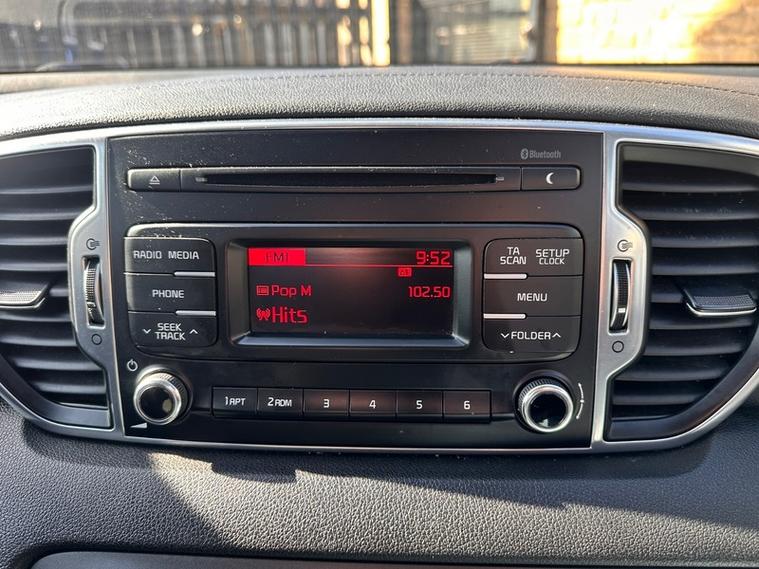 Bluetooth
RADIO MEDIA
PHONE
SEEK
TRACK
FM1 9:52
Pop M 102.50
Hits
TA
SCAN
SETUP
CLOCK
MENU
FOLDER
1 RPT 2 RDM 3 4 5 6